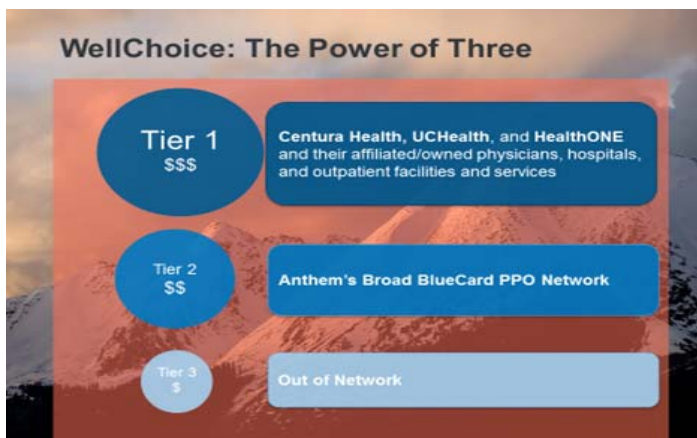 WellChoice: The Power of Three
Tier 1
$$$
Centura Health, UCHealth, and HealthONE
and their affiliated/owned physicians, hospitals,
and outpatient facilities and services
Tier 2
$$
Anthem's Broad BlueCard PPO Network
Tier 3
$
Out of Network